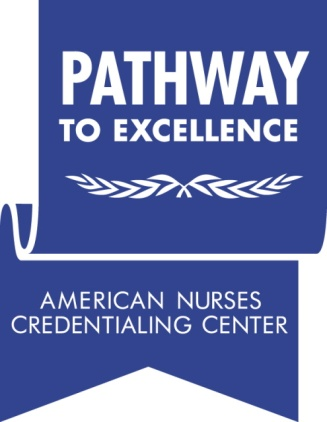 PATHWAY
TO EXCELLENCE
AMERICAN NURSES
CREDENTIALING CENTER